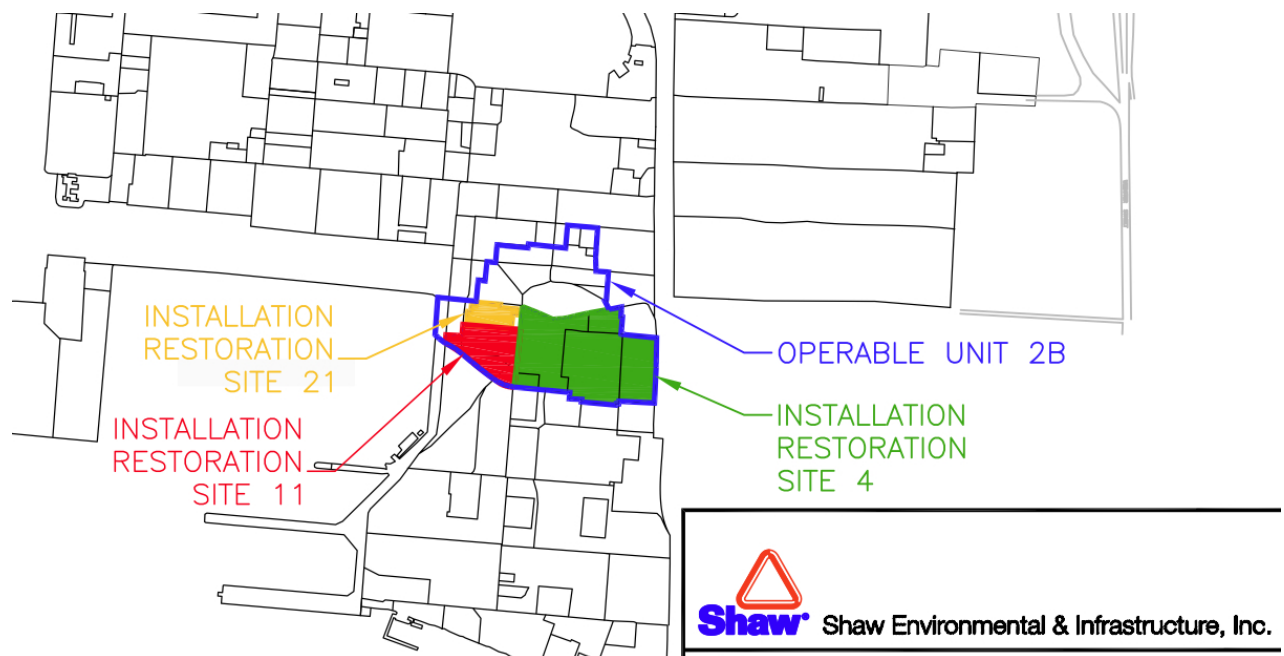 INSTALLATION
RESTORATION
SITE 21
INSTALLATION
RESTORATION
SITE 11
OPERABLE UNIT 2B
INSTALLATION
RESTORATION
SITE 4
Shaw® Shaw Environmental & Infrastructure, Inc.